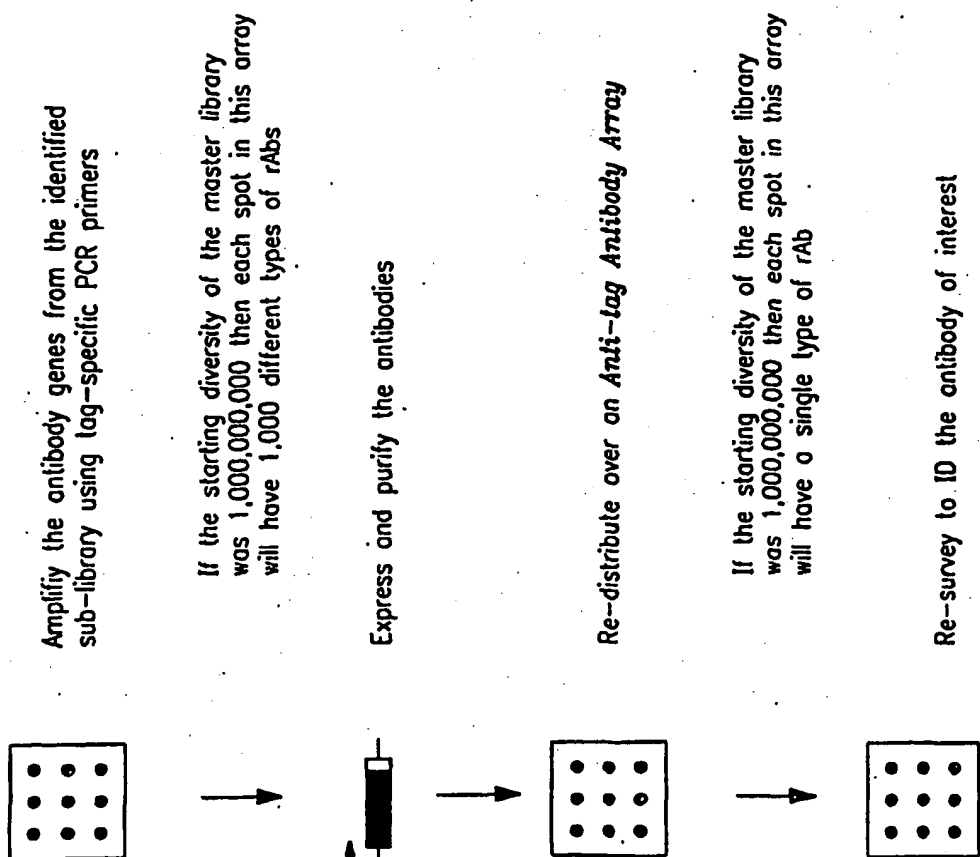 Amplifiy the antibody genes from the identified
sub-library using tag-specific PCR primers
If the starting diversity of the master library
was 1,000,000,000 then each spot in this array
will have 1,000 different types of rAbs
Express and purify the antibodies
Re-distribute over an Anti-tag Antibody Array
If the starting diversity of the master library
was 1,000,000,000 then each spot in this array
will have a single type of rAb
Re-survey to ID the antibody of interest